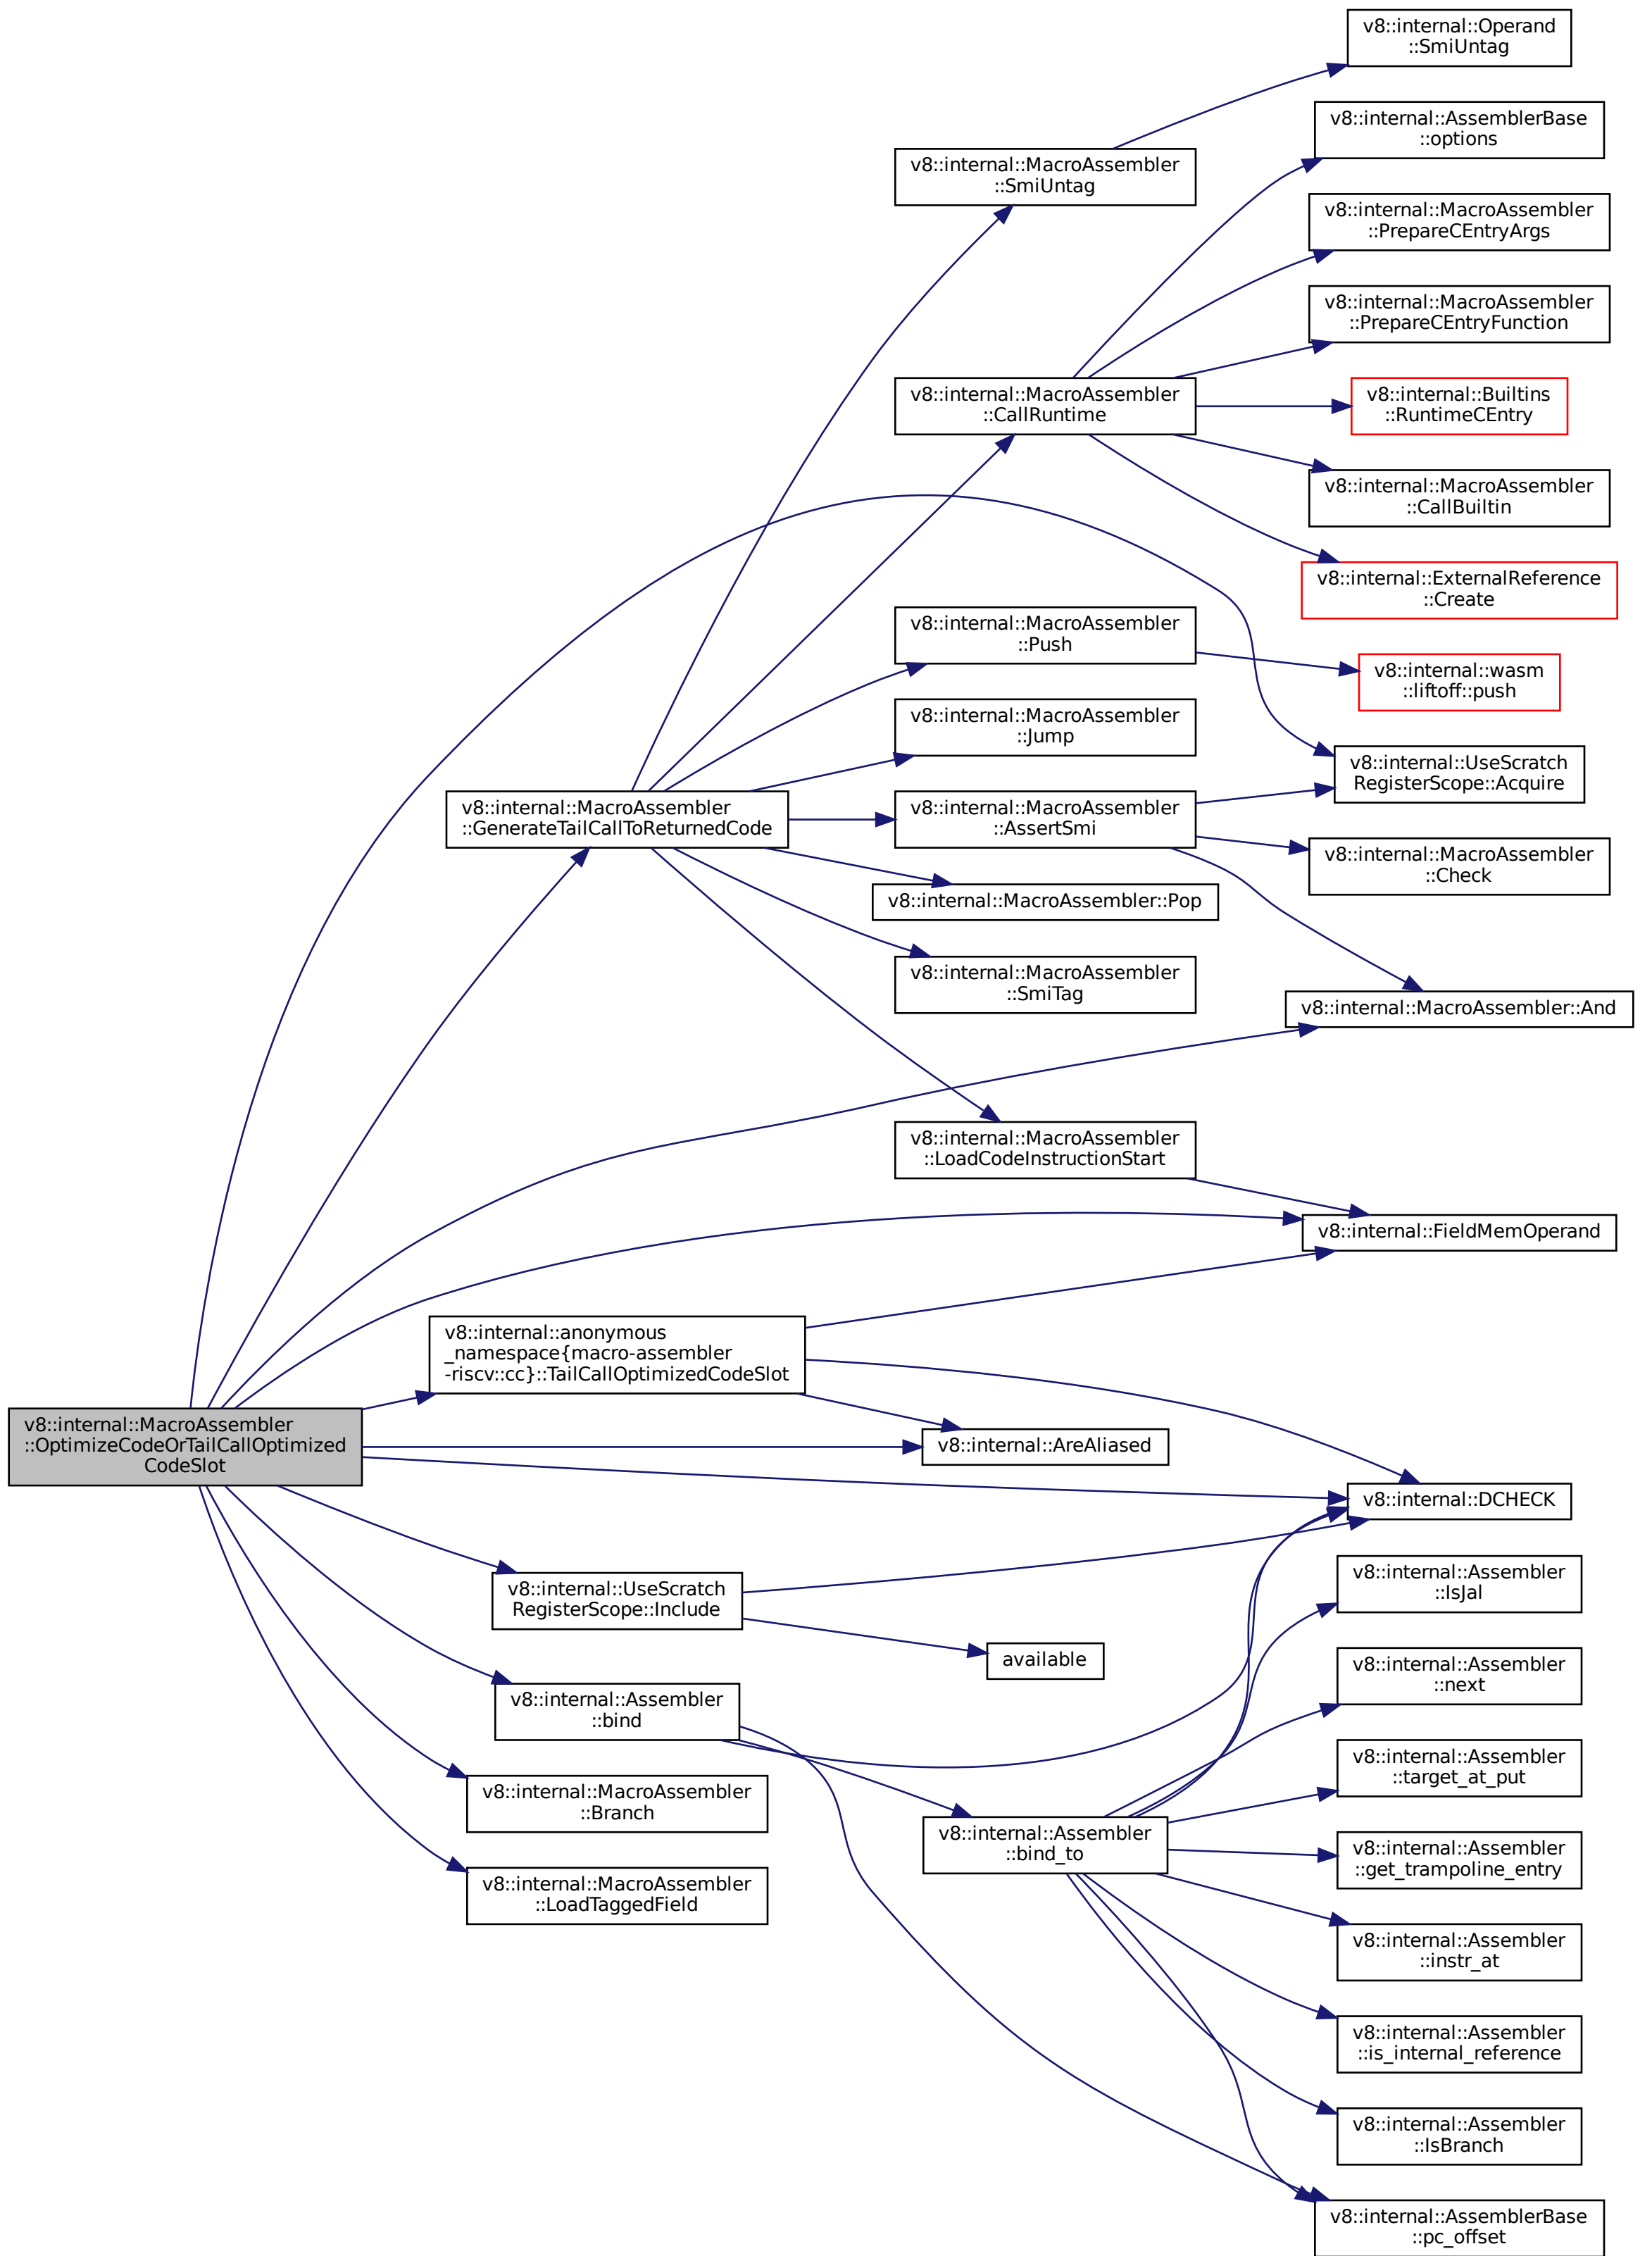 v8::internal::Operand
::SmiUntag
v8::internal::AssemblerBase
::options
v8::internal::MacroAssembler
::SmiUntag
v8::internal::MacroAssembler
::PrepareCEntryArgs
v8::internal::MacroAssembler
::PrepareCEntryFunction
v8::internal::MacroAssembler
::CallRuntime
v8::internal::Builtins
::RuntimeCEntry
v8::internal::MacroAssembler
::CallBuiltin
v8::internal::ExternalReference
::Create
v8::internal::MacroAssembler
::Push
v8::internal::wasm
::liftoff::push
v8::internal::MacroAssembler
::Jump
v8::internal::UseScratch
RegisterScope::Acquire
v8::internal::MacroAssembler
::GenerateTailCallToReturnedCode
v8::internal::MacroAssembler
::AssertSmi
v8::internal::MacroAssembler
::Check
v8::internal::MacroAssembler::Pop
v8::internal::MacroAssembler
::SmiTag
v8::internal::MacroAssembler::And
v8::internal::MacroAssembler
::LoadCodeInstructionStart
v8::internal::FieldMemOperand
v8::internal::anonymous
_namespace{macro-assembler
-riscv::cc}::TailCallOptimizedCodeSlot
v8::internal::MacroAssembler
::OptimizeCodeOrTailCallOptimized
CodeSlot
v8::internal::AreAliased
v8::internal::DCHECK
v8::internal::UseScratch
RegisterScope::Include
v8::internal::Assembler
::IsJal
available
v8::internal::Assembler
::next
v8::internal::Assembler
::bind
v8::internal::Assembler
::target_at_put
v8::internal::MacroAssembler
::Branch
v8::internal::Assembler
::bind_to
v8::internal::Assembler
::get_trampoline_entry
v8::internal::MacroAssembler
::LoadTaggedField
v8::internal::Assembler
::instr_at
v8::internal::Assembler
::is_internal_reference
v8::internal::Assembler
::IsBranch
v8::internal::AssemblerBase
::pc_offset